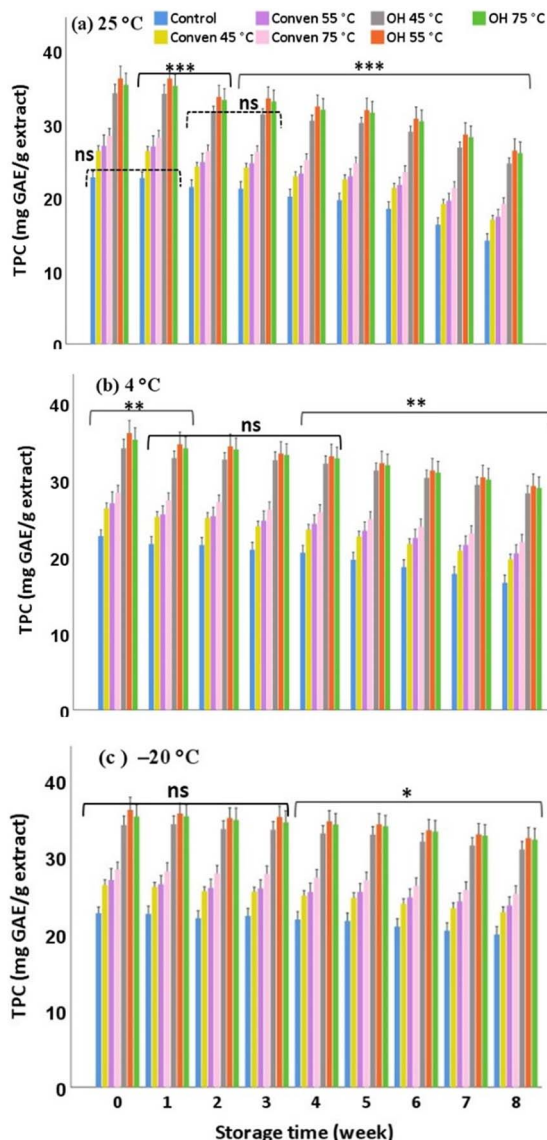 (a) 25 °C
Control Conven 55 °C OH 45 °C OH 75 °C
Conven 45 °C Conven 75 °C OH 55 °C
40
30
20
10
0
TPC (mg GAE/g extract)
***
***
ns
ns
(b) 4 °C
40
30
20
10
0
TPC (mg GAE/g extract)
**
ns
**
(c ) –20 °C
40
30
20
10
0
TPC (mg GAE/g extract)
ns
*
0 1 2 3 4 5 6 7 8
Storage time (week)